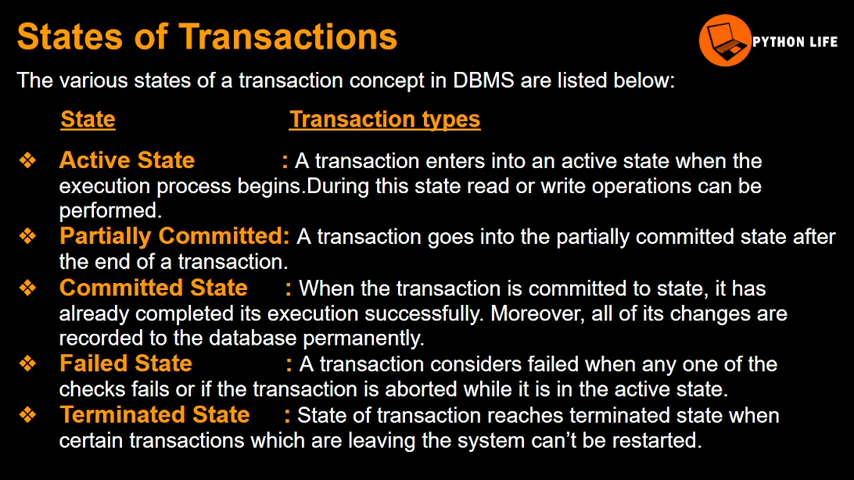 States of Transactions
PYTHON LIFE
The various states of a transaction concept in DBMS are listed below:
State Transaction types
❖ Active State : A transaction enters into an active state when the
execution process begins.During this state read or write operations can be
performed.
❖ Partially Committed: A transaction goes into the partially committed state after
the end of a transaction.
❖ Committed State : When the transaction is committed to state, it has
already completed its execution successfully. Moreover, all of its changes are
recorded to the database permanently.
❖ Failed State : A transaction considers failed when any one of the
checks fails or if the transaction is aborted while it is in the active state.
❖ Terminated State : State of transaction reaches terminated state when
certain transactions which are leaving the system can't be restarted.